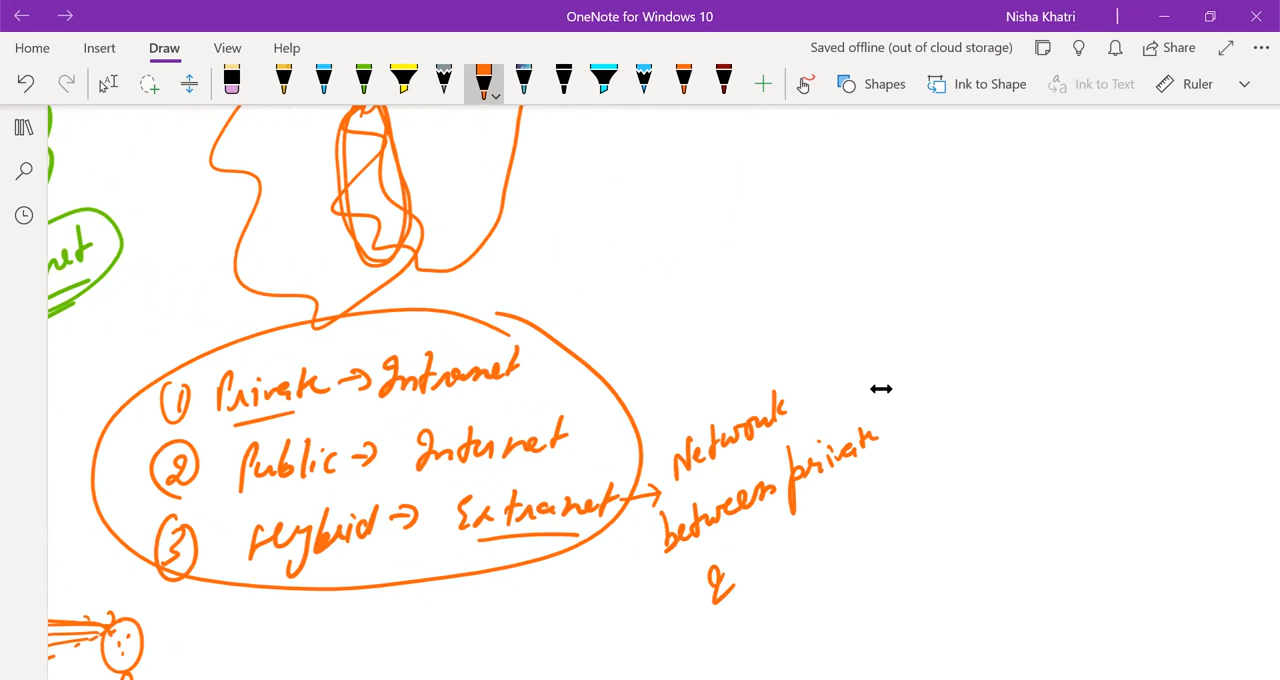 OneNote for Windows 10
Nisha Khatri
Home Insert Draw View Help
Saved offline (out of cloud storage)
Share
Shapes
Ink to Shape
Ink to Text
Ruler
net
① Private → Intranet
② Public → Internet
③ Hybrid → Extranet →
Network
between private
&